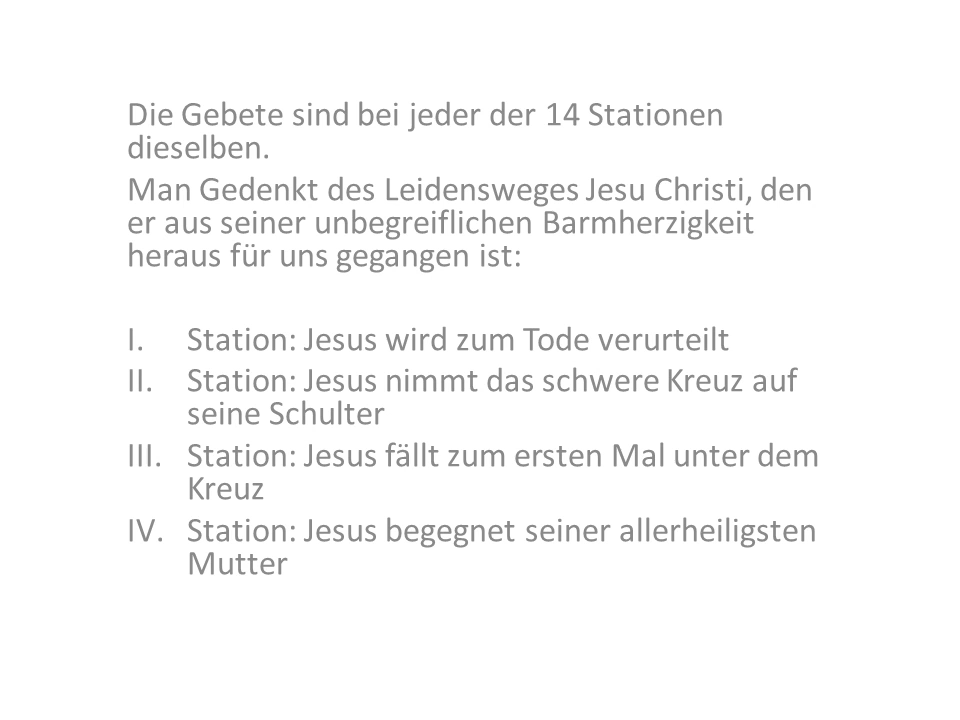 Die Gebete sind bei jeder der 14 Stationen
dieselben.
Man Gedenkt des Leidensweges Jesu Christi, den
er aus seiner unbegreiflichen Barmherzigkeit
heraus für uns gegangen ist:
I. Station: Jesus wird zum Tode verurteilt
II. Station: Jesus nimmt das schwere Kreuz auf
seine Schulter
III. Station: Jesus fällt zum ersten Mal unter dem
Kreuz
IV. Station: Jesus begegnet seiner allerheiligsten
Mutter